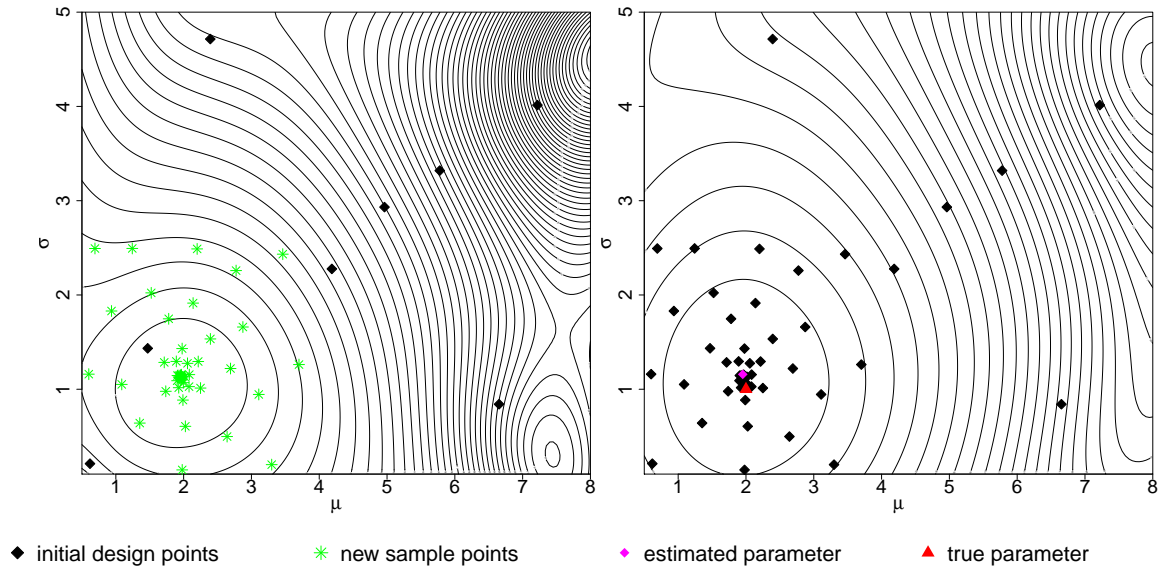 5
4
3
2
1
σ
1 2 3 4 5 6 7 8
μ
5
4
3
2
1
σ
1 2 3 4 5 6 7 8
μ
initial design points
new sample points
estimated parameter
true parameter